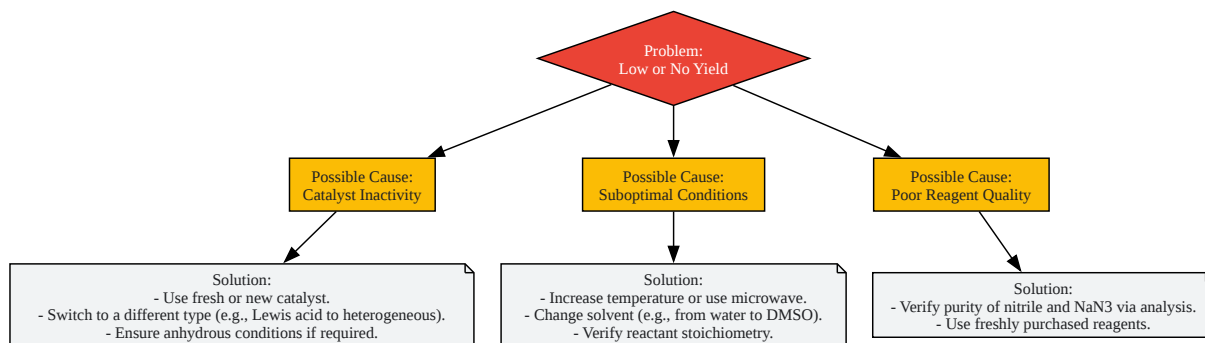 Problem:
Low or No Yield
Possible Cause:
Catalyst Inactivity
Possible Cause:
Suboptimal Conditions
Possible Cause:
Poor Reagent Quality
Solution:
- Use fresh or new catalyst.
- Switch to a different type (e.g., Lewis acid to heterogeneous).
- Ensure anhydrous conditions if required.
Solution:
- Increase temperature or use microwave.
- Change solvent (e.g., from water to DMSO).
- Verify reactant stoichiometry.
Solution:
- Verify purity of nitrile and NaN3 via analysis.
- Use freshly purchased reagents.